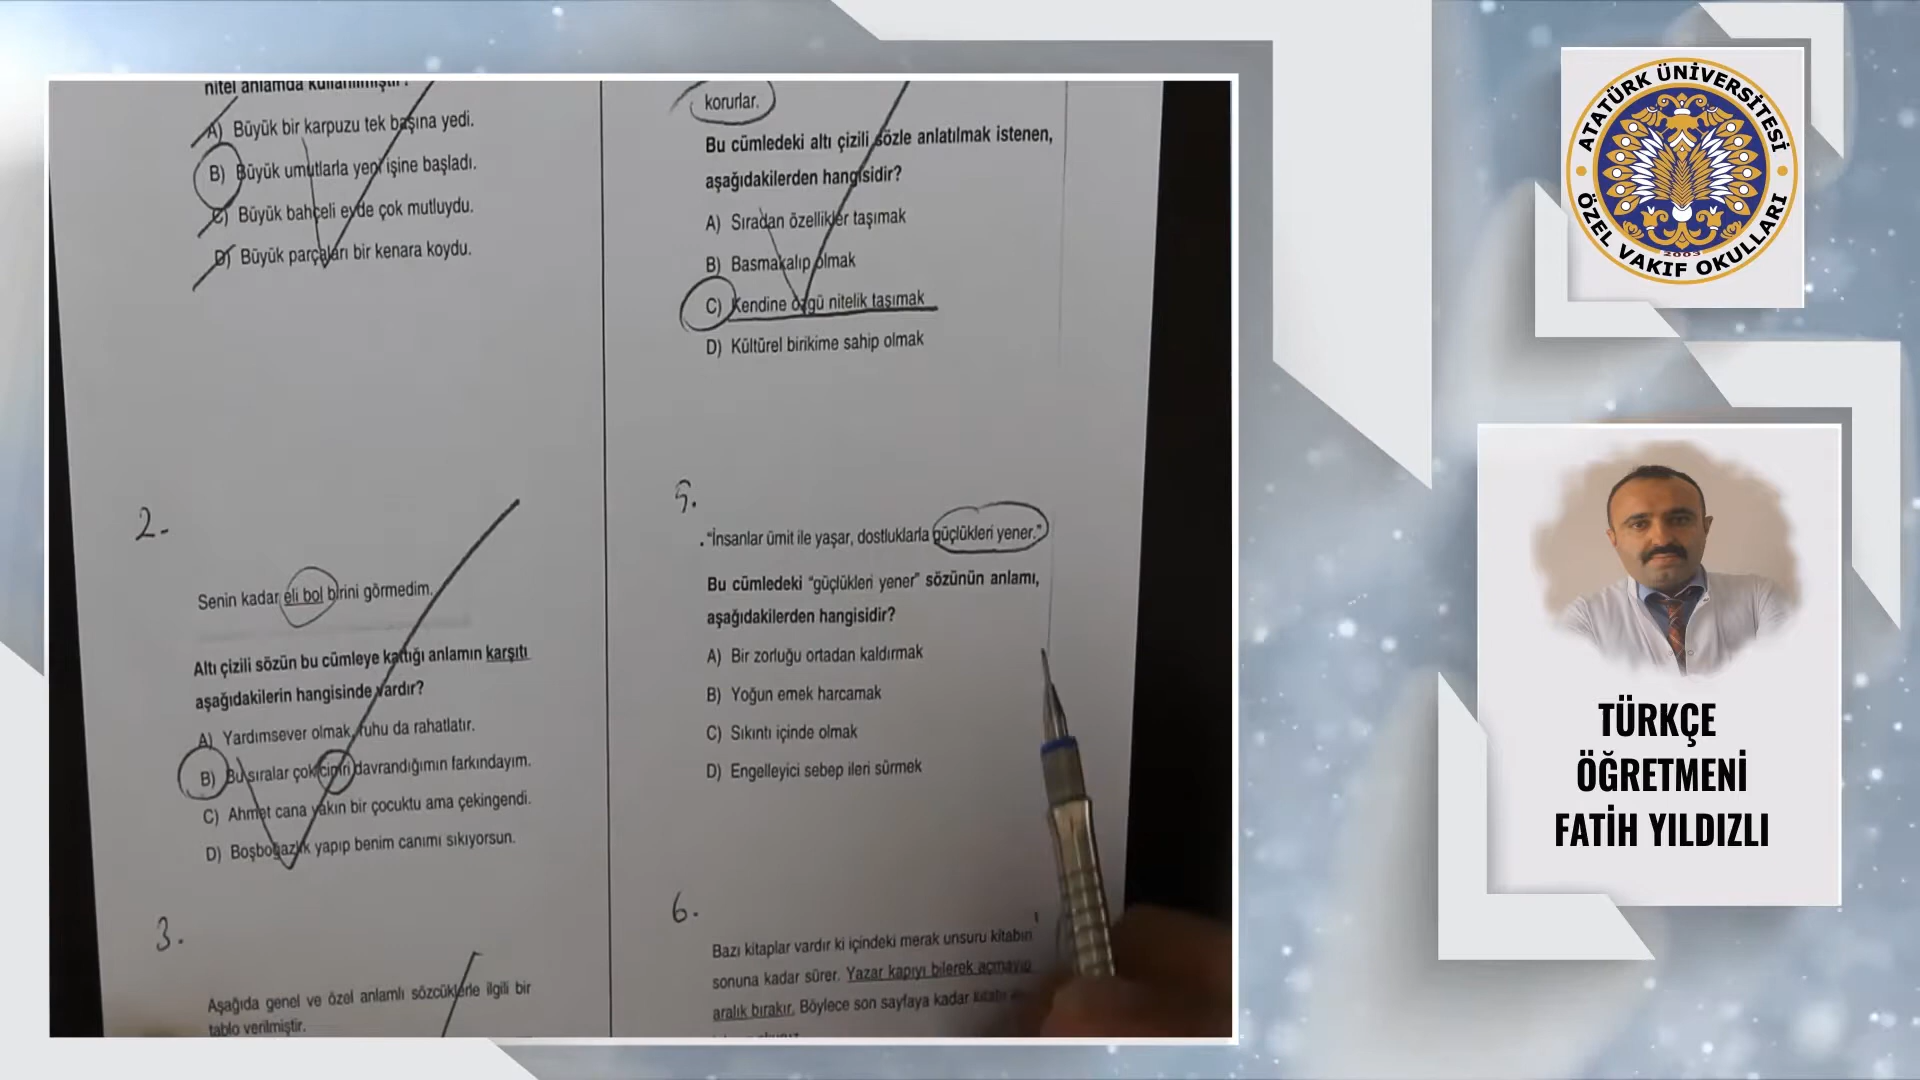 nitel anlamda kullanılmıştır?
A) Büyük bir karpuzu tek başına yedi.
B) Büyük umutlarla yeni işine başladı.
C) Büyük bahçeli evde çok mutluydu.
D) Büyük parçaları bir kenara koydu.
2-
Senin kadar eli bol birini görmedim.
Altı çizili sözün bu cümleye kattığı anlamın karşıtı
aşağıdakilerin hangisinde vardır?
A) Yardımsever olmak, ruhu da rahatlatır.
B) Bu sıralar çok cimri davrandığımın farkındayım.
C) Ahmet cana yakın bir çocuktu ama çekingendi.
D) Boşboğazlık yapıp benim canımı sıkıyorsun.
3.
Aşağıda genel ve özel anlamlı sözcüklerle ilgili bir
tablo verilmiştir.
korurlar.
Bu cümledeki altı çizili sözle anlatılmak istenen,
aşağıdakilerden hangisidir?
A) Sıradan özellikler taşımak
B) Basmakalıp olmak
C) Kendine özgü nitelik taşımak
D) Kültürel birikime sahip olmak
5.
"İnsanlar ümit ile yaşar, dostluklarla güçlükleri yener."
Bu cümledeki "güçlükleri yener" sözünün anlamı,
aşağıdakilerden hangisidir?
A) Bir zorluğu ortadan kaldırmak
B) Yoğun emek harcamak
C) Sıkıntı içinde olmak
D) Engelleyici sebep ileri sürmek
6.
Bazı kitaplar vardır ki içindeki merak unsuru kitabın
sonuna kadar sürer. Yazar kapıyı bilerek açmayıp
aralık bırakır. Böylece son sayfaya kadar
ATATÜRK ÜNİVERSİTESİ
ÖZEL VAKIF OKULLARI
2003
TÜRKÇE
ÖĞRETMENİ
FATİH YILDIZLI